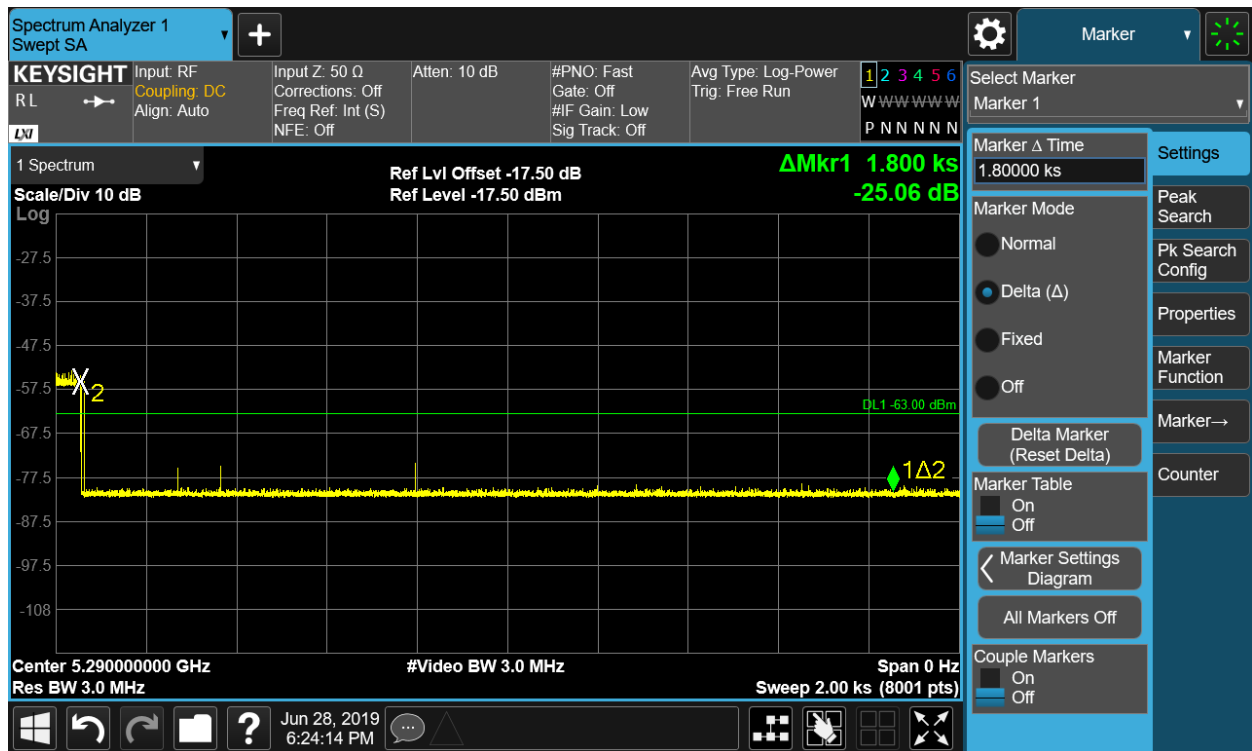 Spectrum Analyzer 1
Swept SA
+
Marker
KEYSIGHT
RL
LXI
Input: RF
Coupling: DC
Align: Auto
Input Z: 50 Ω
Corrections: Off
Freq Ref: Int (S)
NFE: Off
Atten: 10 dB
#PNO: Fast
Gate: Off
#IF Gain: Low
Sig Track: Off
Avg Type: Log-Power
Trig: Free Run
1 2 3 4 5 6
W W W W W W
P N N N N N
Select Marker
Marker 1
1 Spectrum
Scale/Div 10 dB
Log
Ref Lvl Offset -17.50 dB
Ref Level -17.50 dBm
ΔMkr1 1.800 ks
-25.06 dB
-27.5
-37.5
-47.5
-57.5
-67.5
-77.5
-87.5
-97.5
-108
2
DL1 -63.00 dBm
1Δ2
Center 5.290000000 GHz
Res BW 3.0 MHz
#Video BW 3.0 MHz
Span 0 Hz
Sweep 2.00 ks (8001 pts)
Marker Δ Time
1.80000 ks
Marker Mode
Normal
Delta (Δ)
Fixed
Off
Delta Marker
(Reset Delta)
Marker Table
On
Off
Marker Settings
Diagram
All Markers Off
Couple Markers
On
Off
Settings
Peak
Search
Pk Search
Config
Properties
Marker
Function
Marker→
Counter
?
Jun 28, 2019
6:24:14 PM